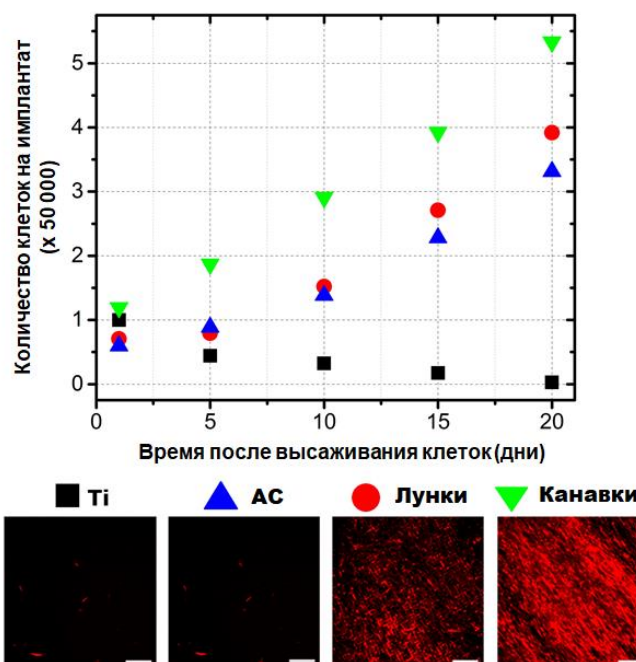 Количество клеток на имплантат
(x 50 000)
5
4
3
2
1
0
0 5 10 15 20
Время после высаживания клеток (дни)
Ti АС Лунки Канавки